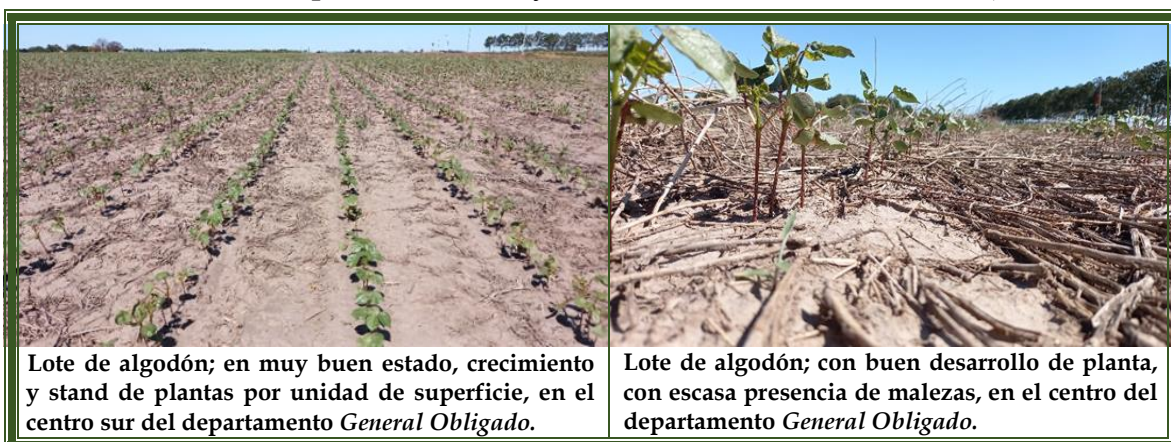 Lote de algodón; en muy buen estado, crecimiento
y stand de plantas por unidad de superficie, en el
centro sur del departamento General Obligado.
Lote de algodón; con buen desarrollo de planta,
con escasa presencia de malezas, en el centro del
departamento General Obligado.